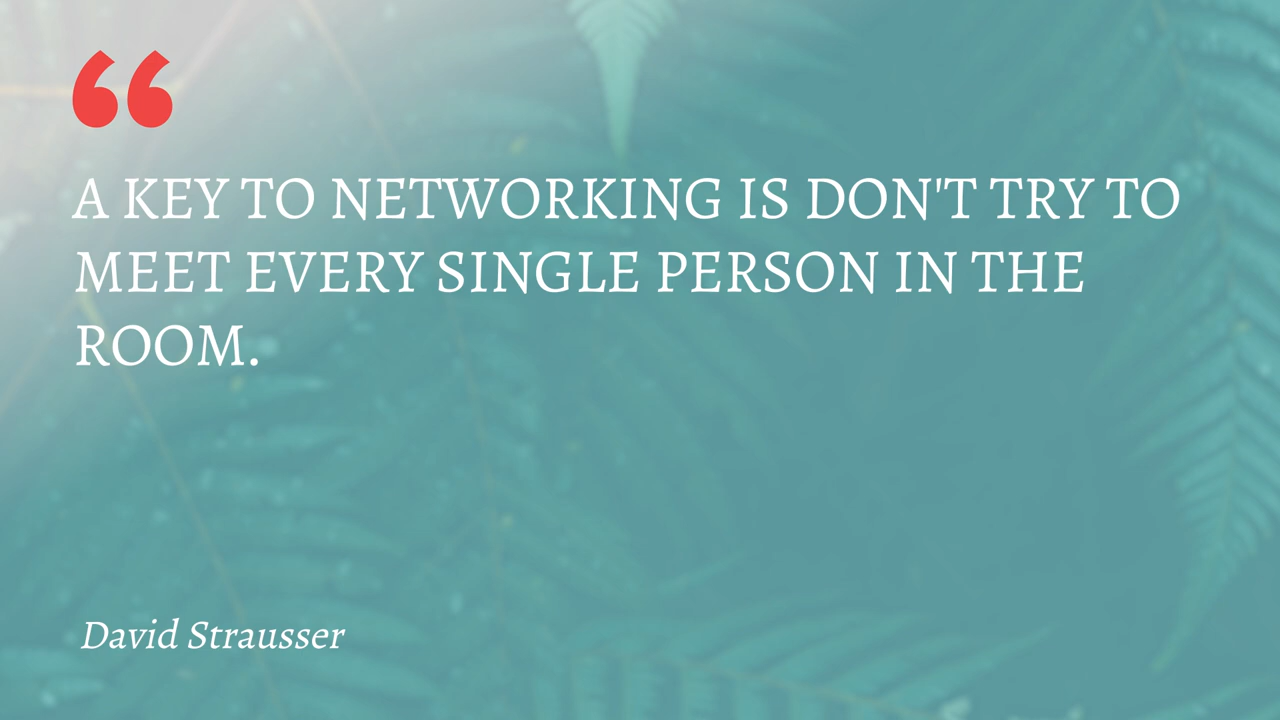 “
A KEY TO NETWORKING IS DON'T TRY TO
MEET EVERY SINGLE PERSON IN THE
ROOM.
David Strausser